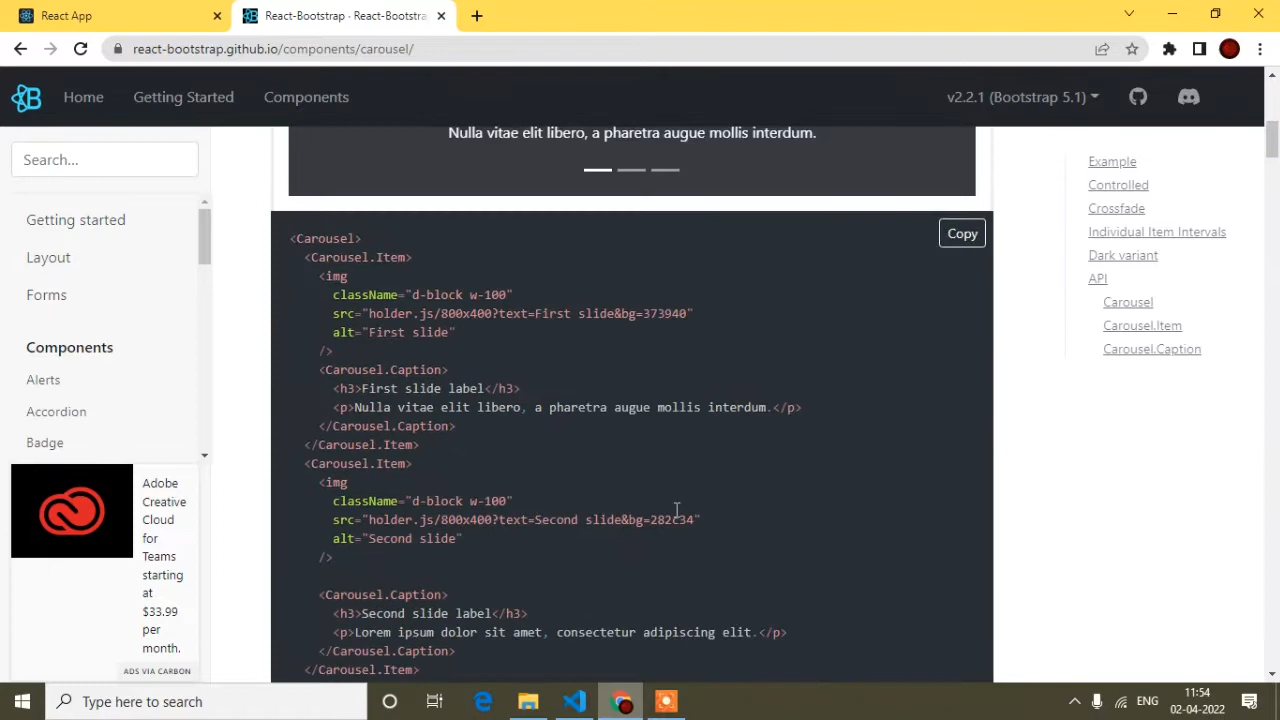 React App
React-Bootstrap · React-Bootstra
react-bootstrap.github.io/components/carousel/
Home
Getting Started
Components
v2.2.1 (Bootstrap 5.1)
Search...
Getting started
Layout
Forms
Components
Alerts
Accordion
Badge
Adobe
Creative
Cloud
for
Teams
starting
at
$33.99
per
month.
ADS VIA CARBON
Nulla vitae elit libero, a pharetra augue mollis interdum.
Copy
<Carousel>
<Carousel.Item>
<img
className="d-block w-100"
src="holder.js/800x400?text=First slide&bg=373940"
alt="First slide"
/>
<Carousel.Caption>
<h3>First slide label</h3>
<p>Nulla vitae elit libero, a pharetra augue mollis interdum.</p>
</Carousel.Caption>
</Carousel.Item>
<Carousel.Item>
<img
className="d-block w-100"
src="holder.js/800x400?text=Second slide&bg=282c34"
alt="Second slide"
/>
<Carousel.Caption>
<h3>Second slide label</h3>
<p>Lorem ipsum dolor sit amet, consectetur adipiscing elit.</p>
</Carousel.Caption>
</Carousel.Item>
Example
Controlled
Crossfade
Individual Item Intervals
Dark variant
API
Carousel
Carousel.Item
Carousel.Caption
Type here to search
ENG
11:54
02-04-2022